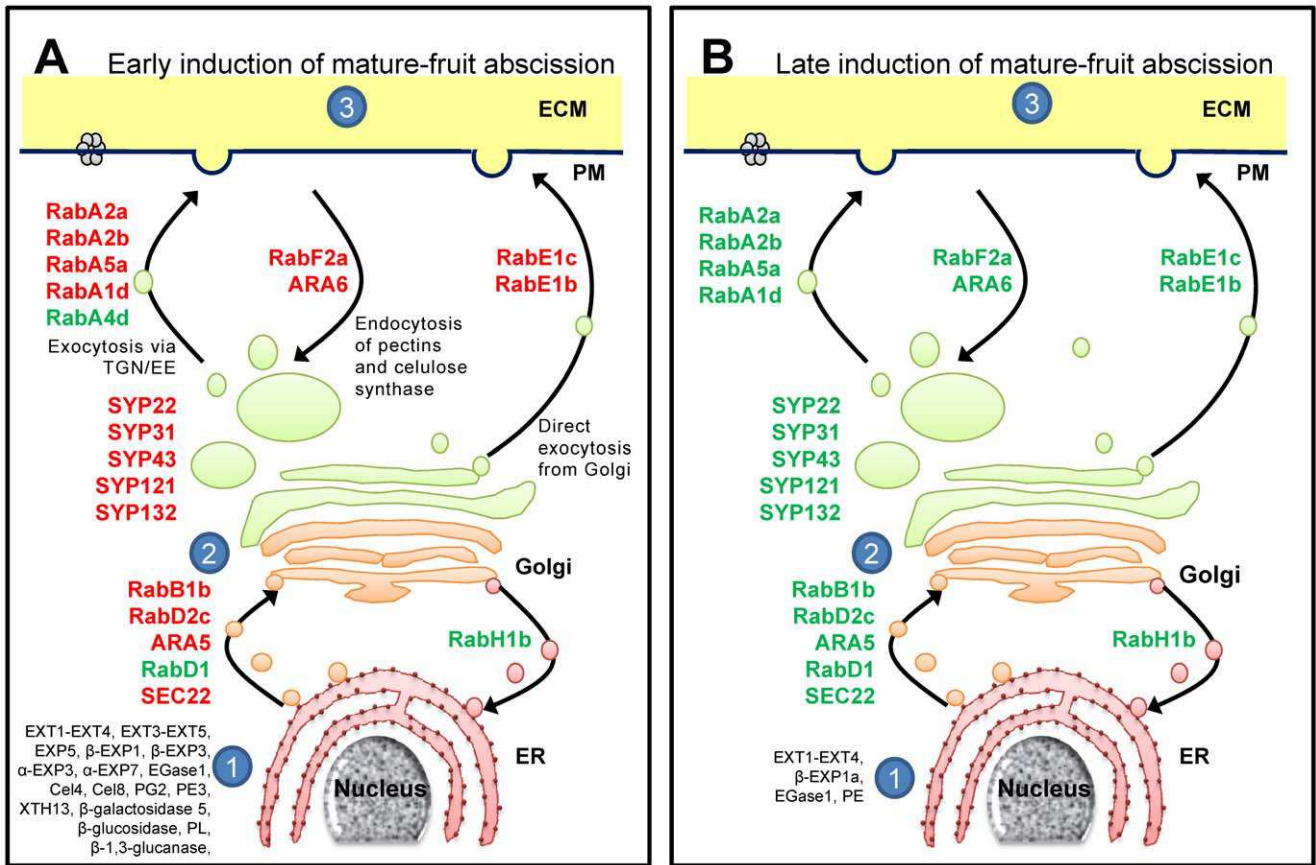 A Early induction of mature-fruit abscission
3
ECM
PM
RabA2a
RabA2b
RabA5a
RabA1d
RabA4d
Exocytosis via
TGN/EE
RabF2a
ARA6
Endocytosis
of pectins
and celulose
synthase
RabE1c
RabE1b
Direct
exocytosis
from Golgi
SYP22
SYP31
SYP43
SYP121
SYP132
2
Golgi
RabB1b
RabD2c
ARA5
RabD1
SEC22
RabH1b
EXT1-EXT4, EXT3-EXT5,
EXP5, β-EXP1, β-EXP3,
α-EXP3, α-EXP7, EGase1,
Cel4, Cel8, PG2, PE3,
XTH13, β-galactosidase 5,
β-glucosidase, PL,
β-1,3-glucanase,
1
ER
Nucleus
B Late induction of mature-fruit abscission
3
ECM
PM
RabA2a
RabA2b
RabA5a
RabA1d
RabF2a
ARA6
RabE1c
RabE1b
SYP22
SYP31
SYP43
SYP121
SYP132
2
Golgi
RabB1b
RabD2c
ARA5
RabD1
SEC22
RabH1b
EXT1-EXT4,
β-EXP1a,
EGase1, PE
1
ER
Nucleus